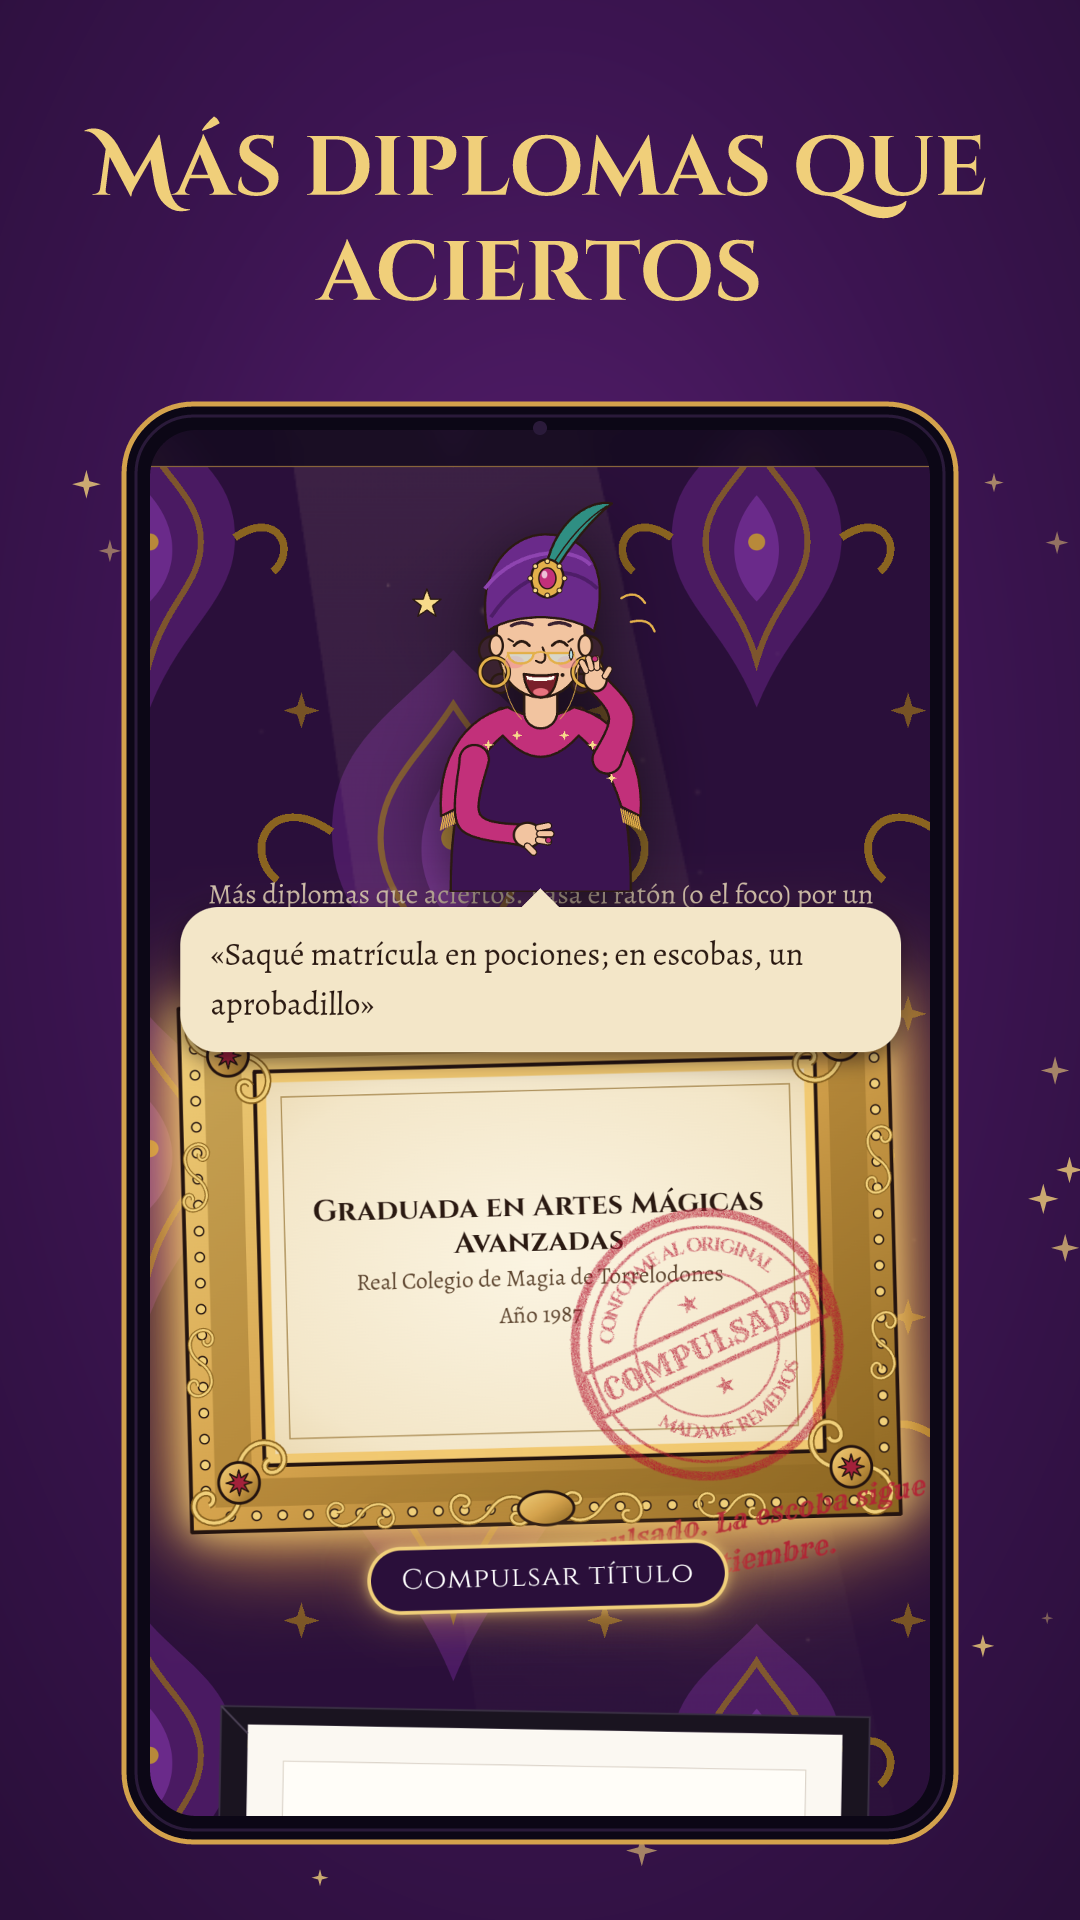 MÁS DIPLOMAS QUE
ACIERTOS
Más diplomas que aciertos. el ratón (o el foco) por un
«Saqué matrícula en pociones; en escobas, un
aprobadillo»
GRADUADA EN ARTES MÁGICAS
AVANZADAS
Real Colegio de Magia de Torrelodones
Año 1987
CONFORME AL ORIGINAL
COMPULSADO
MADAME REMEDIOS
La escoba sigue
COMPULSAR TÍTULO